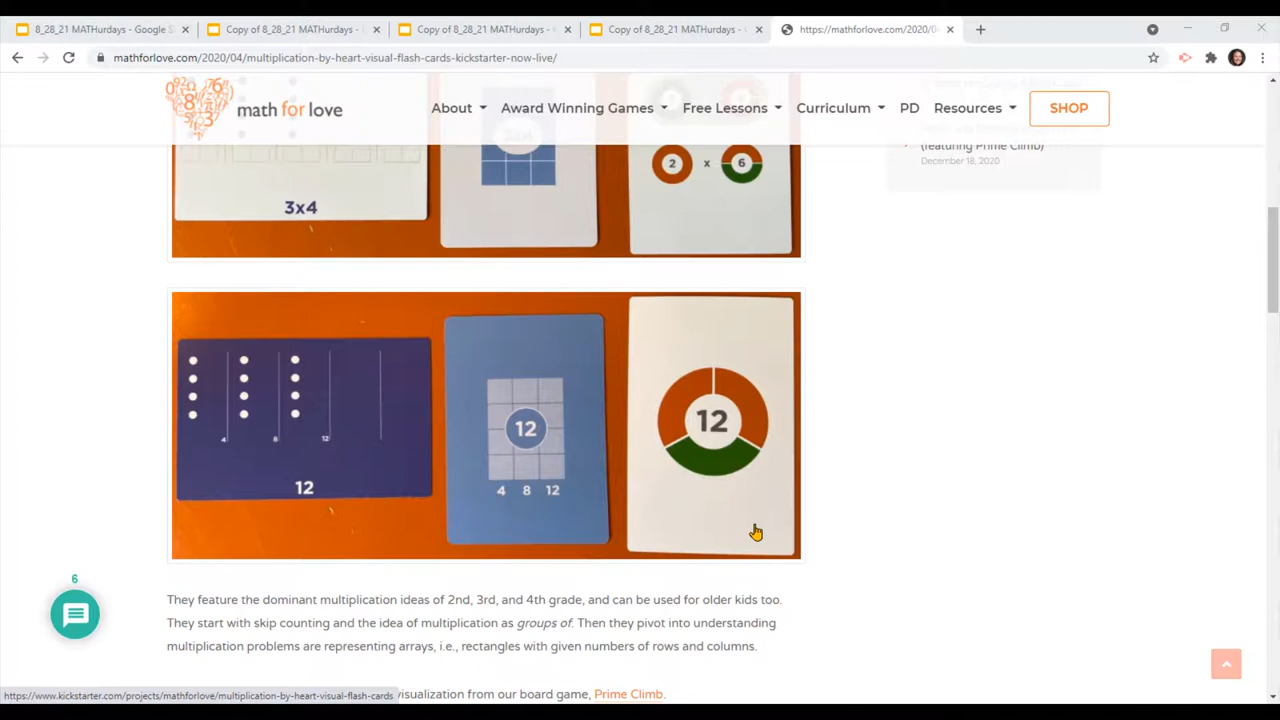 8_28_21 MATHurdays - Google S
Copy of 8_28_21 MATHurdays -
Copy of 8_28_21 MATHurdays -
Copy of 8_28_21 MATHurdays -
https://mathforlove.com/2020/0
mathforlove.com/2020/04/multiplication-by-heart-visual-flash-cards-kickstarter-now-live/
math for love
About
Award Winning Games
Free Lessons
Curriculum
PD
Resources
SHOP
(featuring Prime Climb)
December 18, 2020
2 x 6
3x4
12
4 8 12
12
12
4 8 12
12
They feature the dominant multiplication ideas of 2nd, 3rd, and 4th grade, and can be used for older kids too.
They start with skip counting and the idea of multiplication as groups of. Then they pivot into understanding
multiplication problems are representing arrays, i.e., rectangles with given numbers of rows and columns.
6
https://www.kickstarter.com/projects/mathforlove/multiplication-by-heart-visual-flash-cards
visualization from our board game, Prime Climb.